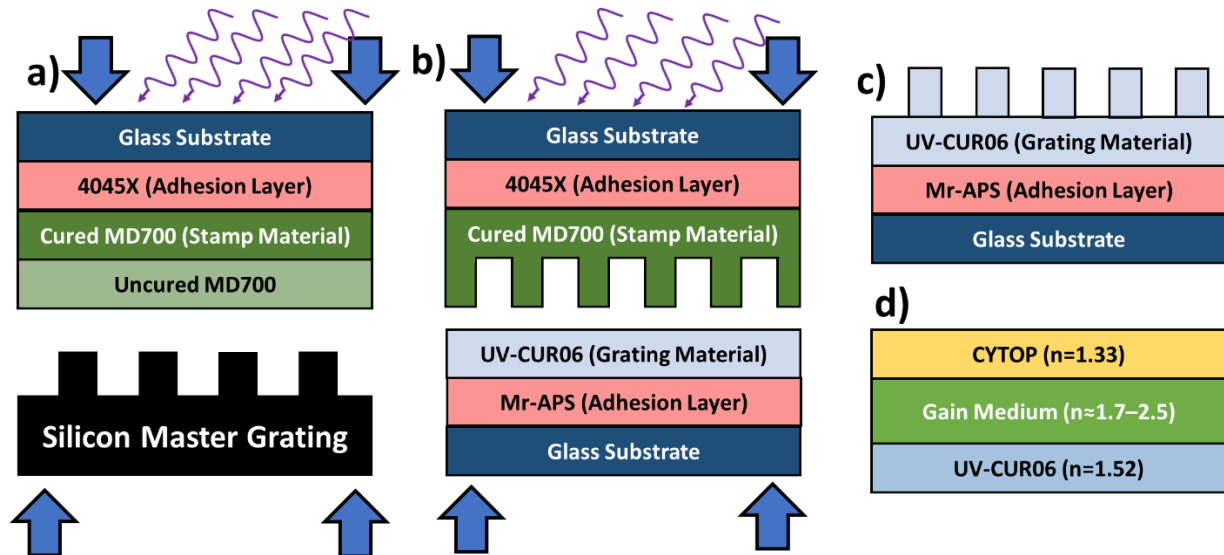 a)
Glass Substrate
4045X (Adhesion Layer)
Cured MD700 (Stamp Material)
Uncured MD700
Silicon Master Grating
b)
Glass Substrate
4045X (Adhesion Layer)
Cured MD700 (Stamp Material)
UV-CUR06 (Grating Material)
Mr-APS (Adhesion Layer)
Glass Substrate
c)
UV-CUR06 (Grating Material)
Mr-APS (Adhesion Layer)
Glass Substrate
d)
CYTOP (n=1.33)
Gain Medium (n≈1.7–2.5)
UV-CUR06 (n=1.52)